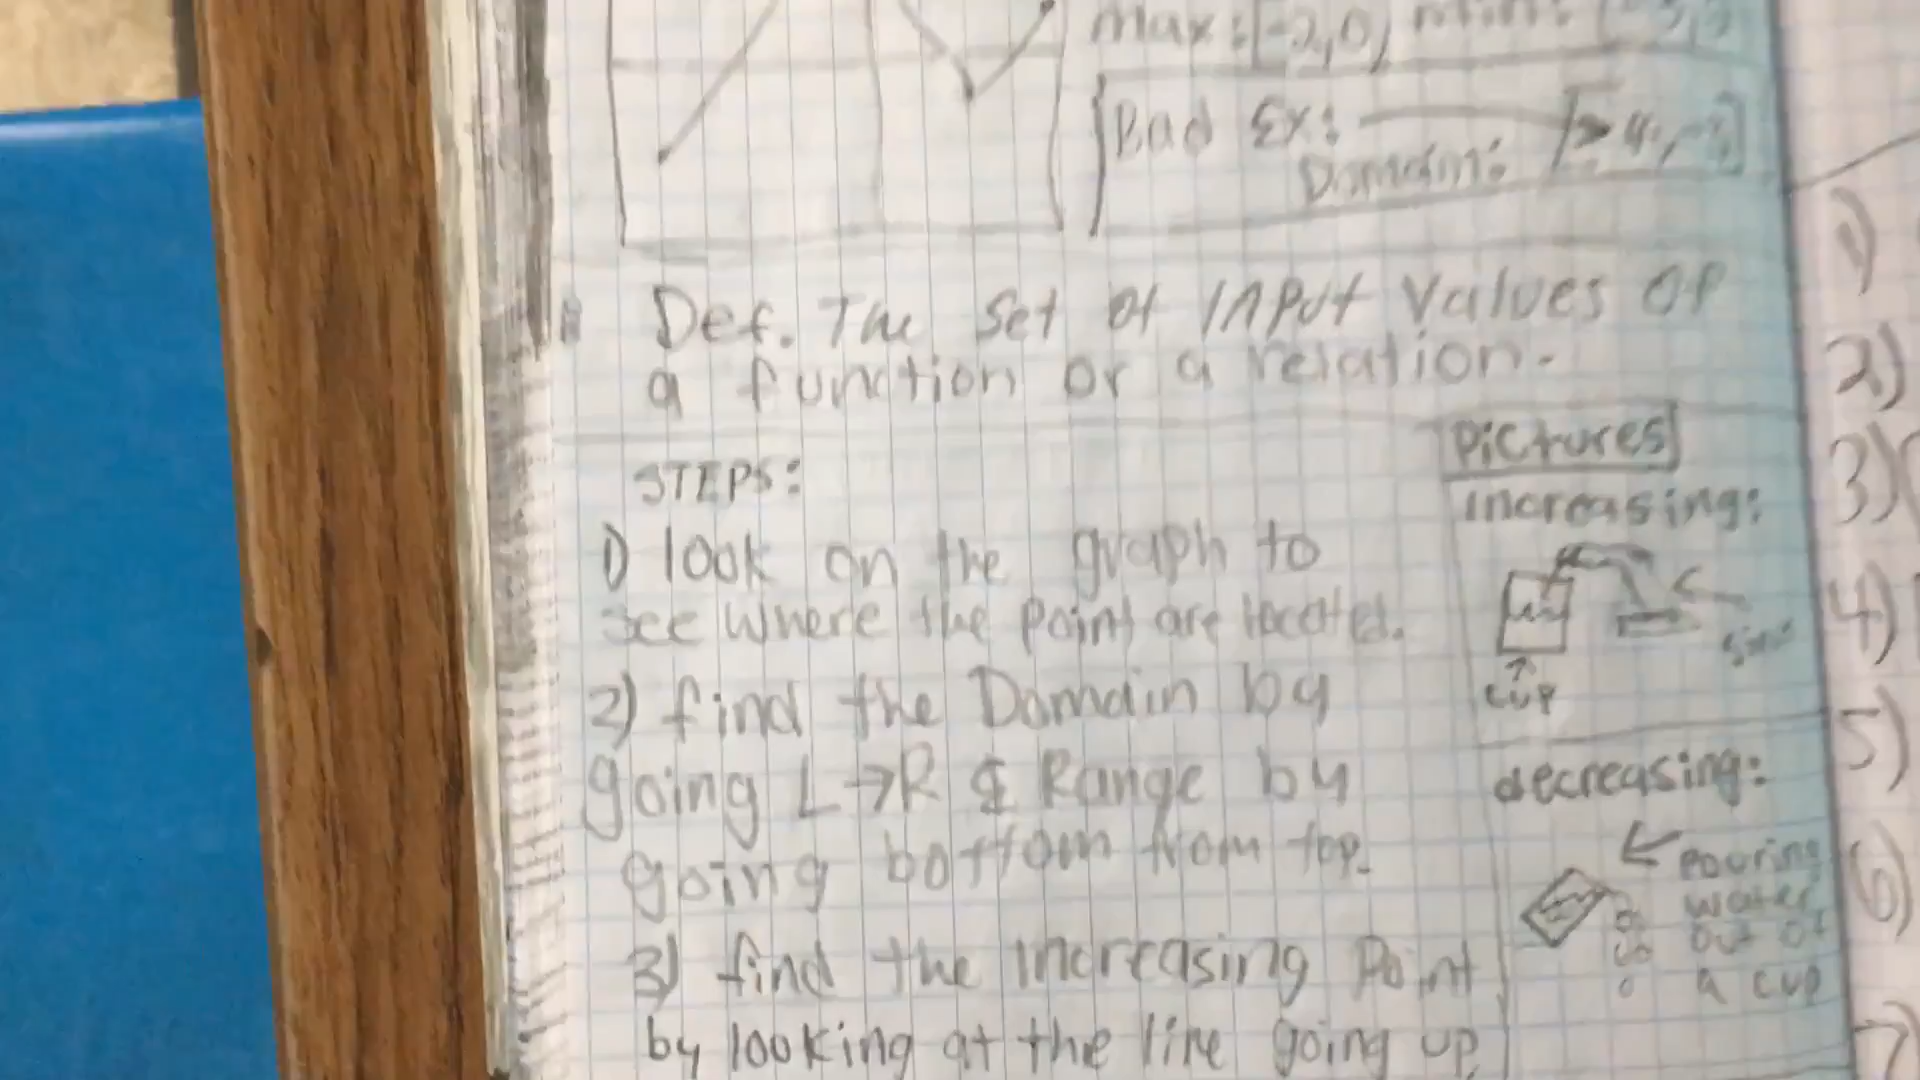 Max: [-2,0)
Bad Ex:
Domain:
Def. The set of input values of
a function or a relation.
STEPS:
1) look on the graph to
see where the point are located.
2) find the Domain by
going L→R & Range by
going bottom from top.
3) find the increasing point
by looking at the line going up.
Pictures
increasing:
cup
decreasing:
← pouring
water
out of
a cup
1)
2)
3)
4)
5)
6)
7)